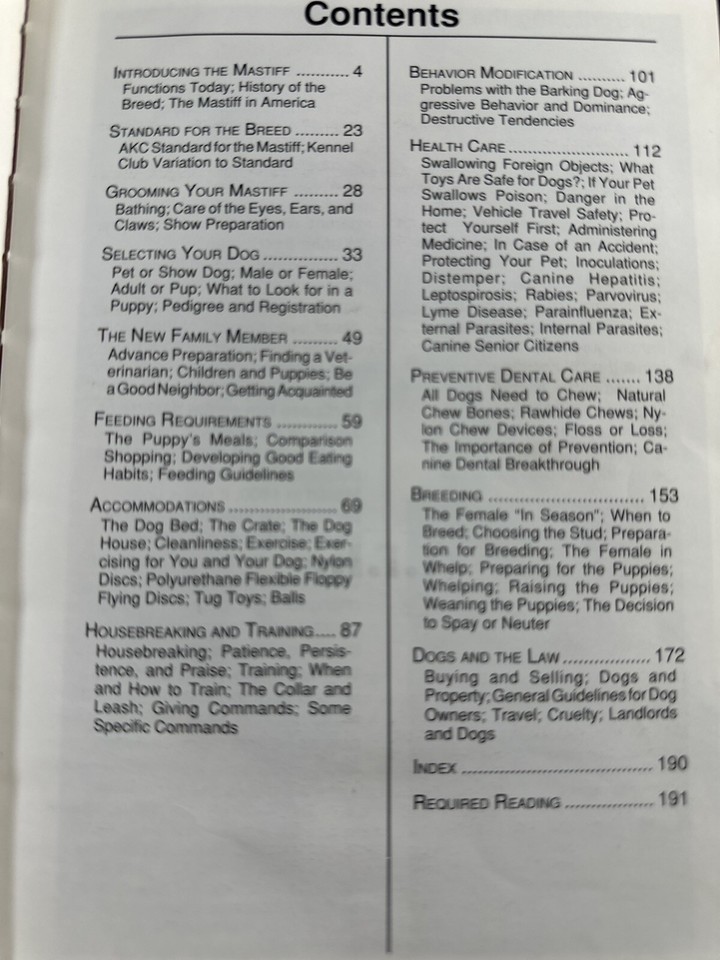 Contents
INTRODUCING THE MASTIFF ........... 4
Functions Today; History of the
Breed; The Mastiff in America
STANDARD FOR THE BREED ......... 23
AKC Standard for the Mastiff; Kennel
Club Variation to Standard
GROOMING YOUR MASTIFF ......... 28
Bathing; Care of the Eyes, Ears, and
Claws; Show Preparation
SELECTING YOUR DOG ............... 33
Pet or Show Dog; Male or Female;
Adult or Pup; What to Look for in a
Puppy; Pedigree and Registration
THE NEW FAMILY MEMBER ......... 49
Advance Preparation; Finding a Vet-
erinarian; Children and Puppies; Be
a Good Neighbor; Getting Acquainted
FEEDING REQUIREMENTS ............ 59
The Puppy's Meals; Comparison
Shopping; Developing Good Eating
Habits; Feeding Guidelines
ACCOMMODATIONS ..................... 69
The Dog Bed; The Crate; The Dog
House; Cleanliness; Exercise; Exer-
cising for You and Your Dog; Nylon
Discs; Polyurethane Flexible Floppy
Flying Discs; Tug Toys; Balls
HOUSEBREAKING AND TRAINING.... 87
Housebreaking; Patience, Persis-
tence, and Praise; Training; When
and How to Train; The Collar and
Leash; Giving Commands; Some
Specific Commands
BEHAVIOR MODIFICATION .......... 101
Problems with the Barking Dog; Ag-
gressive Behavior and Dominance;
Destructive Tendencies
HEALTH CARE ........................ 112
Swallowing Foreign Objects; What
Toys Are Safe for Dogs?; If Your Pet
Swallows Poison; Danger in the
Home; Vehicle Travel Safety; Pro-
tect Yourself First; Administering
Medicine; In Case of an Accident;
Protecting Your Pet; Inoculations;
Distemper; Canine Hepatitis;
Leptospirosis; Rabies; Parvovirus;
Lyme Disease; Parainfluenza; Ex-
ternal Parasites; Internal Parasites;
Canine Senior Citizens
PREVENTIVE DENTAL CARE ....... 138
All Dogs Need to Chew; Natural
Chew Bones; Rawhide Chews; Ny-
lon Chew Devices; Floss or Loss;
The Importance of Prevention; Ca-
nine Dental Breakthrough
BREEDING .............................. 153
The Female "In Season"; When to
Breed; Choosing the Stud; Prepara-
tion for Breeding; The Female in
Whelp; Preparing for the Puppies;
Whelping; Raising the Puppies;
Weaning the Puppies; The Decision
to Spay or Neuter
DOGS AND THE LAW ................. 172
Buying and Selling; Dogs and
Property; General Guidelines for Dog
Owners; Travel; Cruelty; Landlords
and Dogs
INDEX ..................................... 190
REQUIRED READING ................. 191